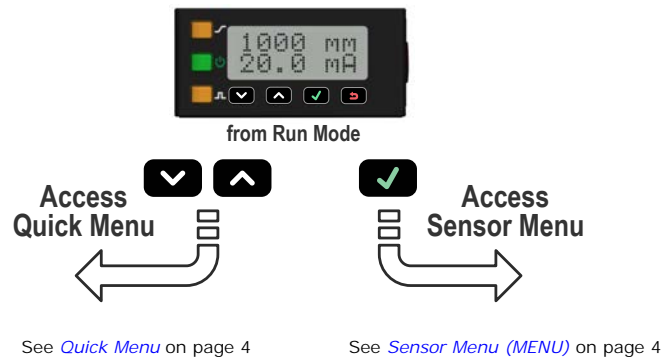 1000 mm
20.0 mA
from Run Mode
Access
Quick Menu
Access
Sensor Menu
See Quick Menu on page 4
See Sensor Menu (MENU) on page 4